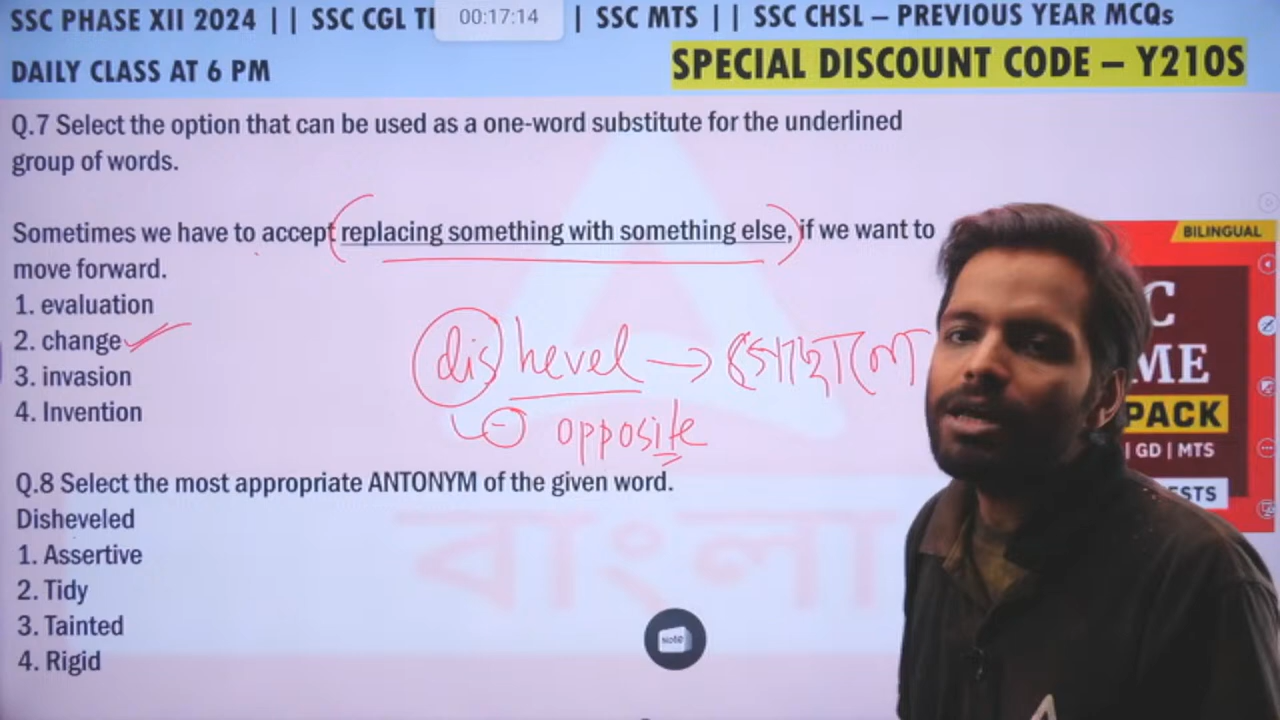 SSC PHASE XII 2024 || SSC CGL TI 00:17:14 | SSC MTS || SSC CHSL – PREVIOUS YEAR MCQs
DAILY CLASS AT 6 PM
SPECIAL DISCOUNT CODE – Y210S
Q.7 Select the option that can be used as a one-word substitute for the underlined
group of words.
Sometimes we have to accept replacing something with something else, if we want to
move forward.
1. evaluation
2. change
3. invasion
4. Invention
dishevel → গোছালো
- opposite
Q.8 Select the most appropriate ANTONYM of the given word.
Disheveled
1. Assertive
2. Tidy
3. Tainted
4. Rigid
বাংলা
Note
BILINGUAL
C
ME
PACK
| GD | MTS
ESTS